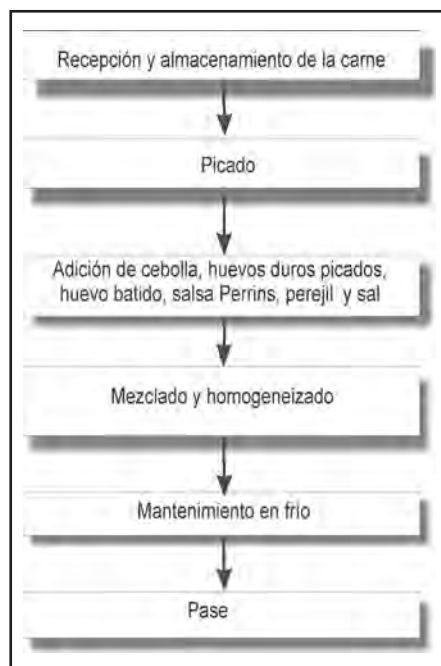 Recepción y almacenamiento de la carne
Picado
Adición de cebolla, huevos duros picados,
huevo batido, salsa Perrins, perejil y sal
Mezclado y homogeneizado
Mantenimiento en frío
Pase